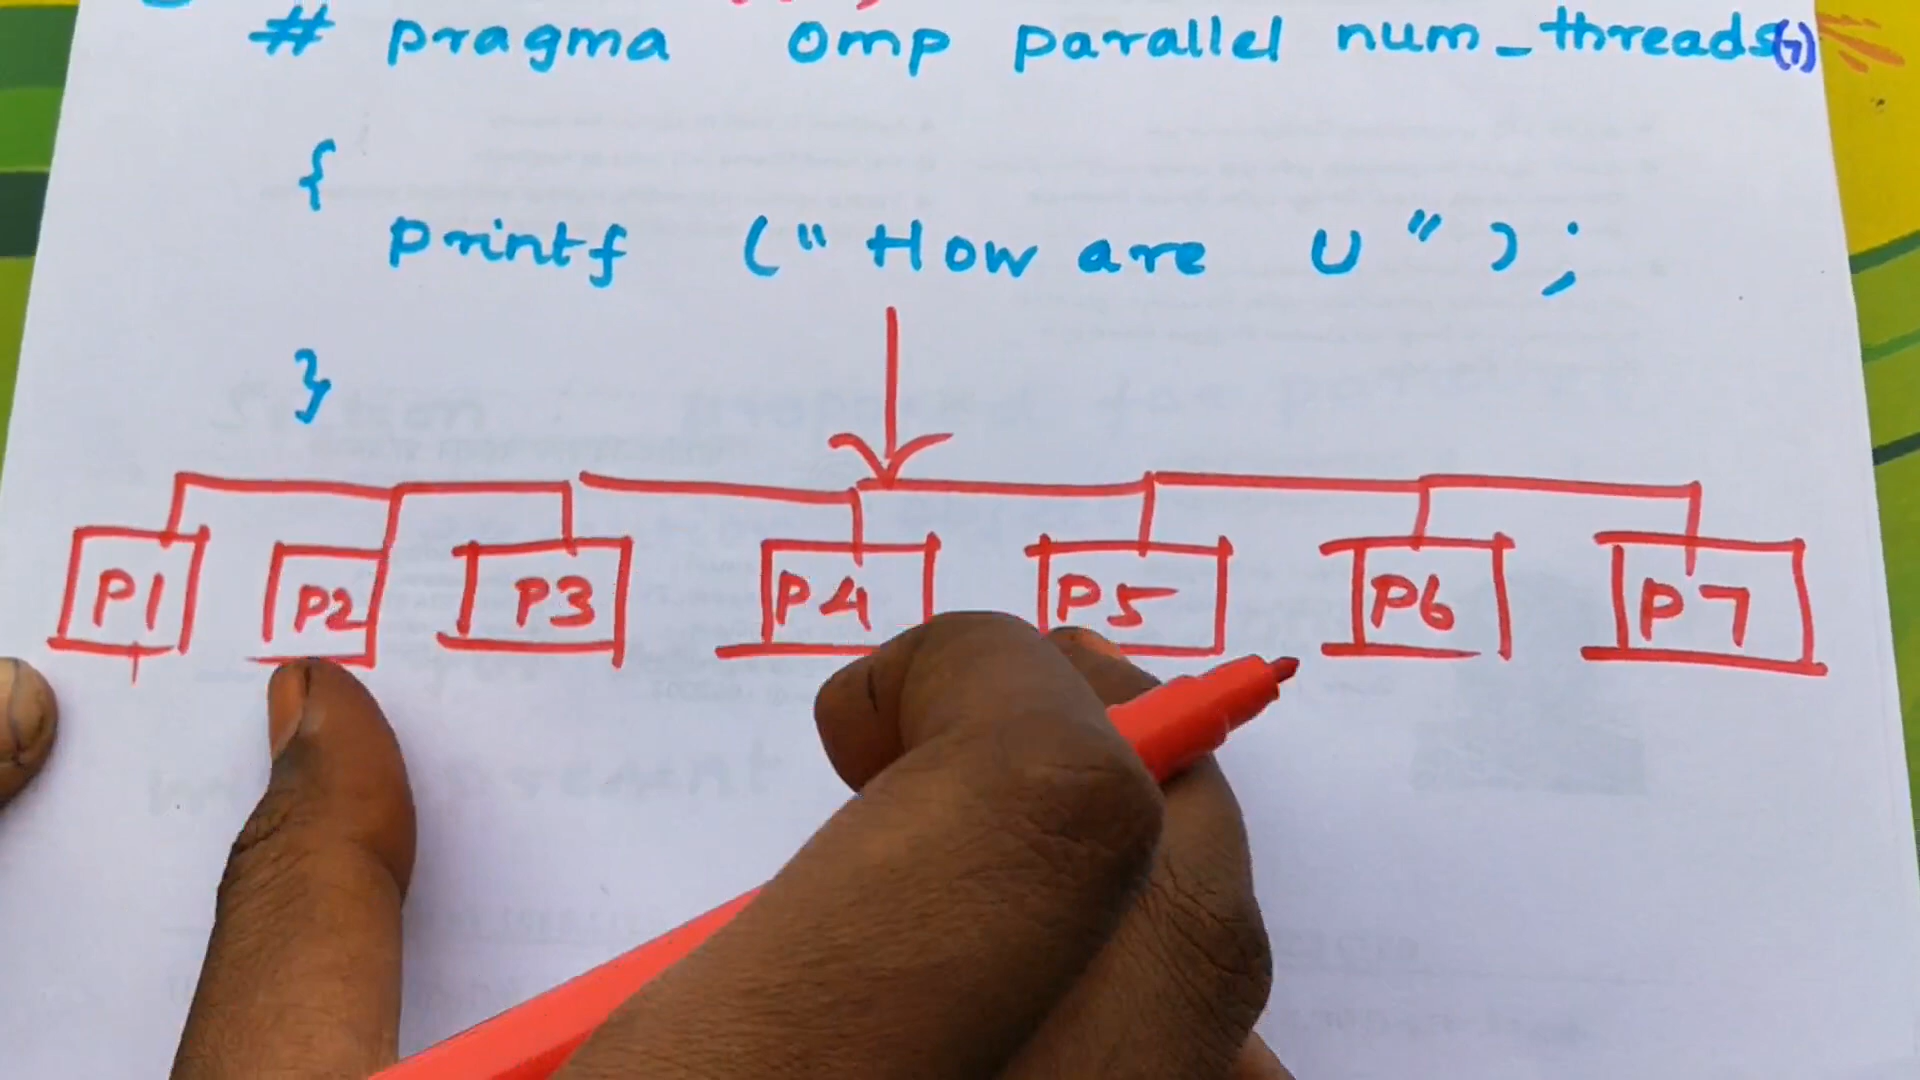 # pragma omp parallel num_threads(7)
{
printf ("How are U");
}
P1 P2 P3 P4 P5 P6 P7